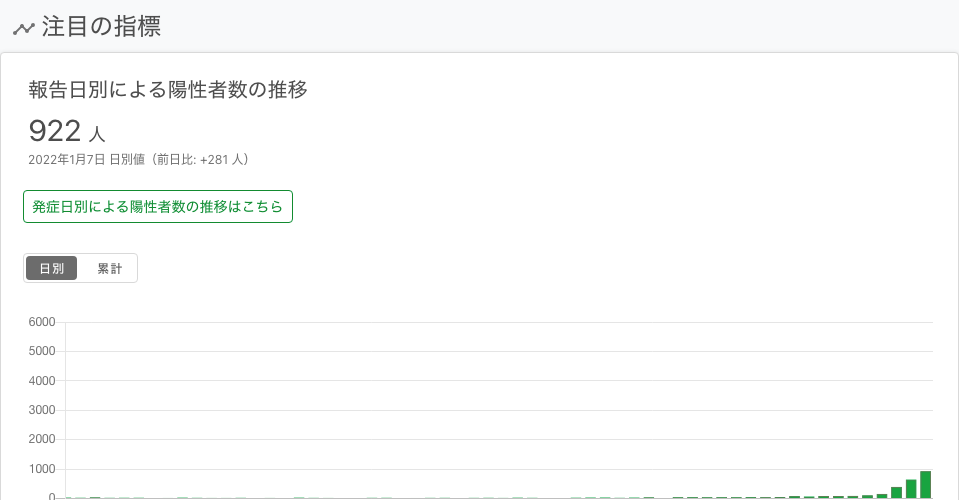 注目の指標
報告日別による陽性者数の推移
922 人
2022年1月7日 日別値（前日比: +281 人）
発症日別による陽性者数の推移はこちら
日別 累計
6000
5000
4000
3000
2000
1000
0